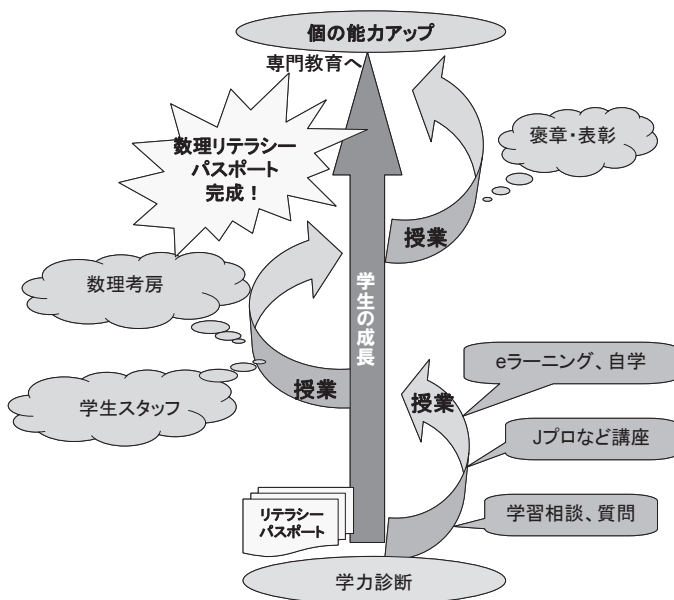 個の能力アップ
専門教育へ
数理リテラシー
パスポート
完成！
褒章・表彰
授業
数理考房
学生の成長
授業
学生スタッフ
eラーニング、自学
授業
Jプロなど講座
リテラシー
パスポート
学習相談、質問
学力診断